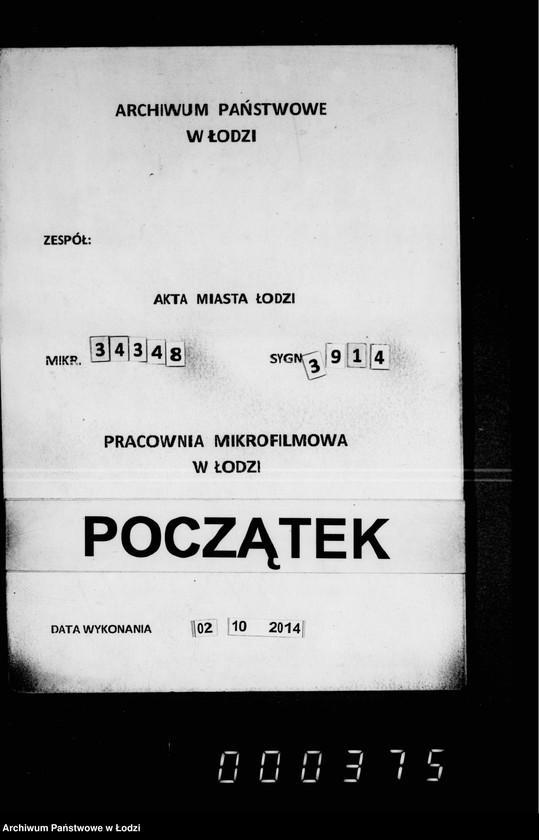 ARCHIWUM PAŃSTWOWE
W ŁODZI
ZESPÓŁ:
AKTA MIASTA ŁODZI
MIKR. 34348 SYGN 3914
PRACOWNIA MIKROFILMOWA
W ŁODZI
POCZĄTEK
DATA WYKONANIA 02 10 2014
000375
Archiwum Państwowe w Łodzi